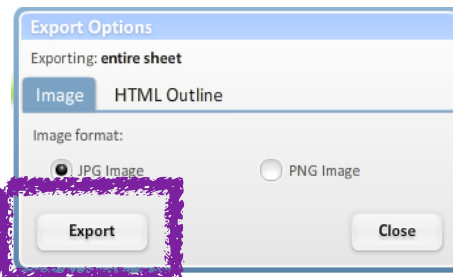 Export Options
Exporting: entire sheet
Image HTML Outline
Image format:
JPG Image PNG Image
Export Close